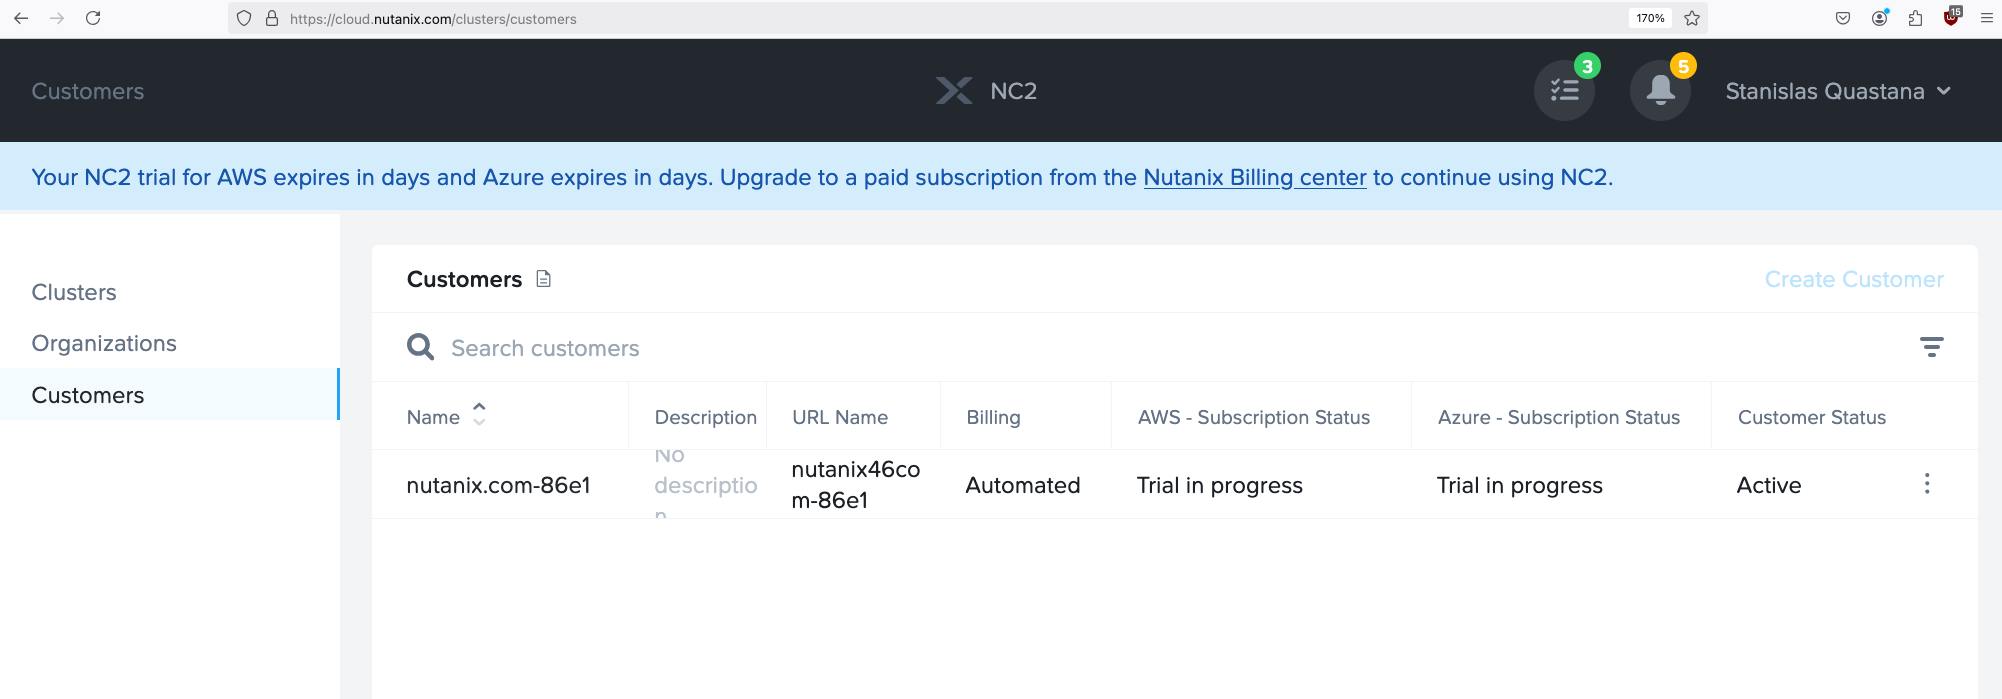 https://cloud.nutanix.com/clusters/customers
170%
15
Customers
NC2
3
5
Stanislas Quastana
Your NC2 trial for AWS expires in days and Azure expires in days. Upgrade to a paid subscription from the Nutanix Billing center to continue using NC2.
Clusters
Organizations
Customers
Customers
Create Customer
Search customers
Name
Description
URL Name
Billing
AWS - Subscription Status
Azure - Subscription Status
Customer Status
nutanix.com-86e1
No
descriptio
n
nutanix46co
m-86e1
Automated
Trial in progress
Trial in progress
Active